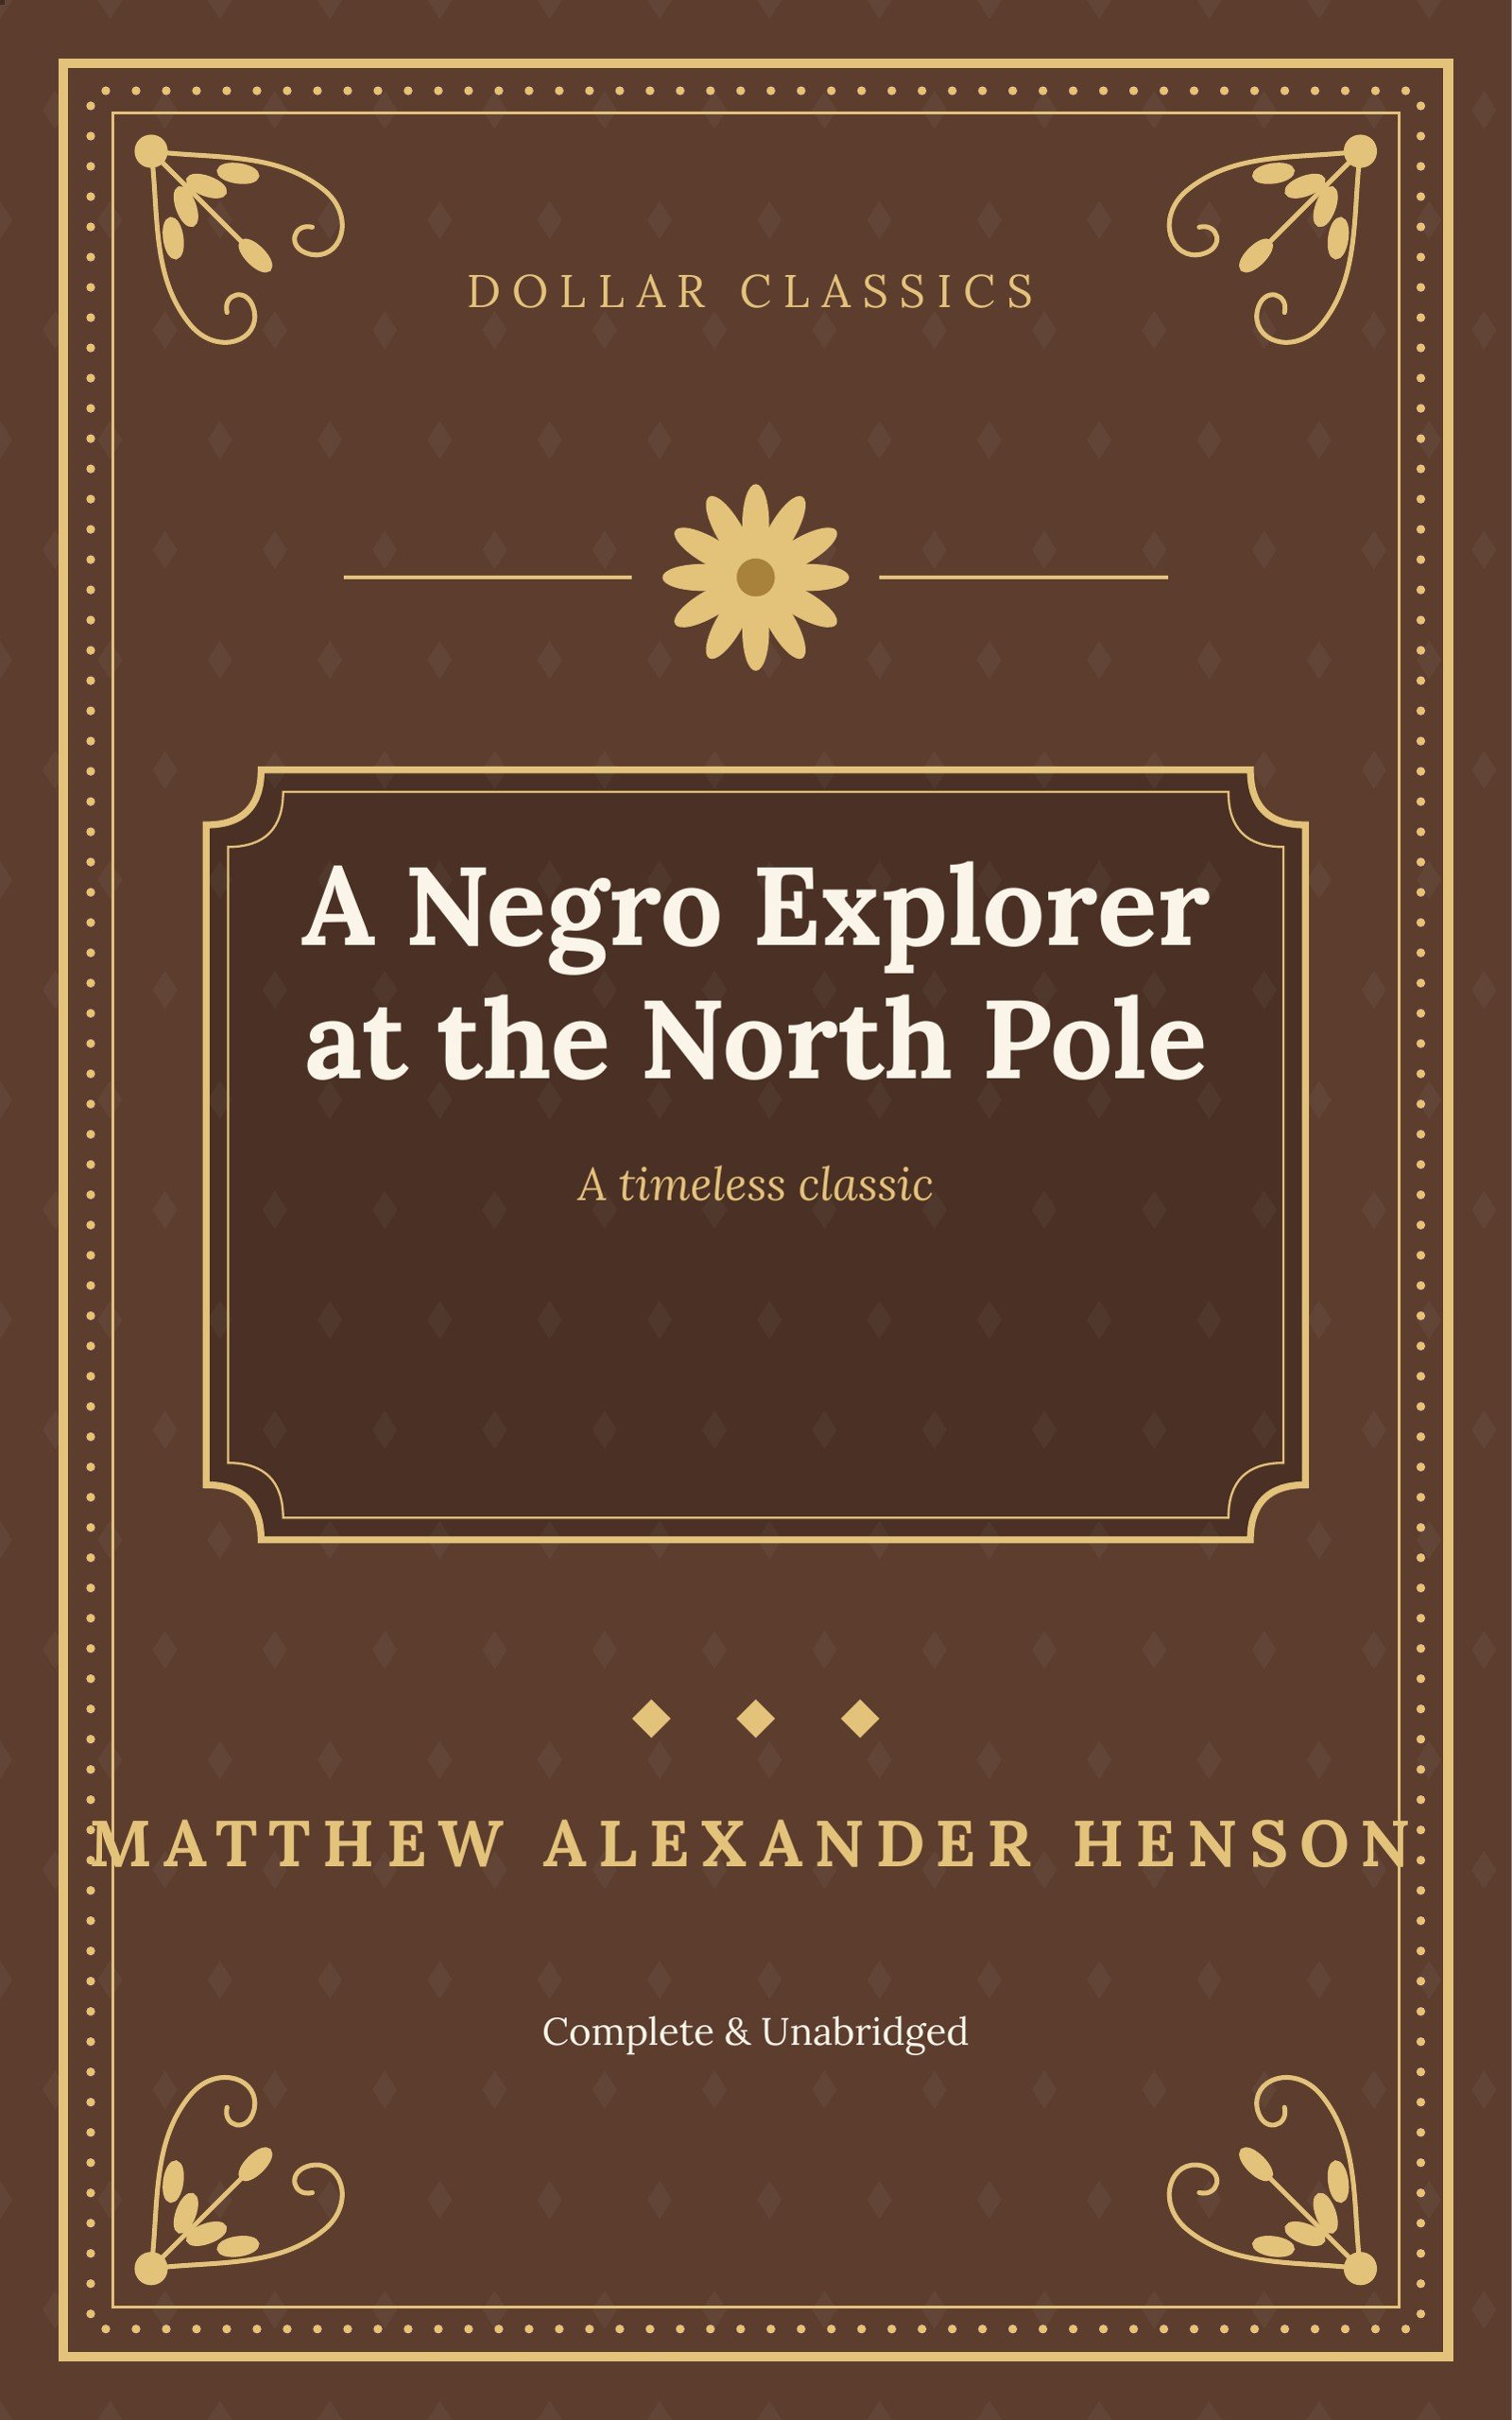 DOLLAR CLASSICS
A Negro Explorer
at the North Pole
A timeless classic
MATTHEW ALEXANDER HENSON
Complete & Unabridged